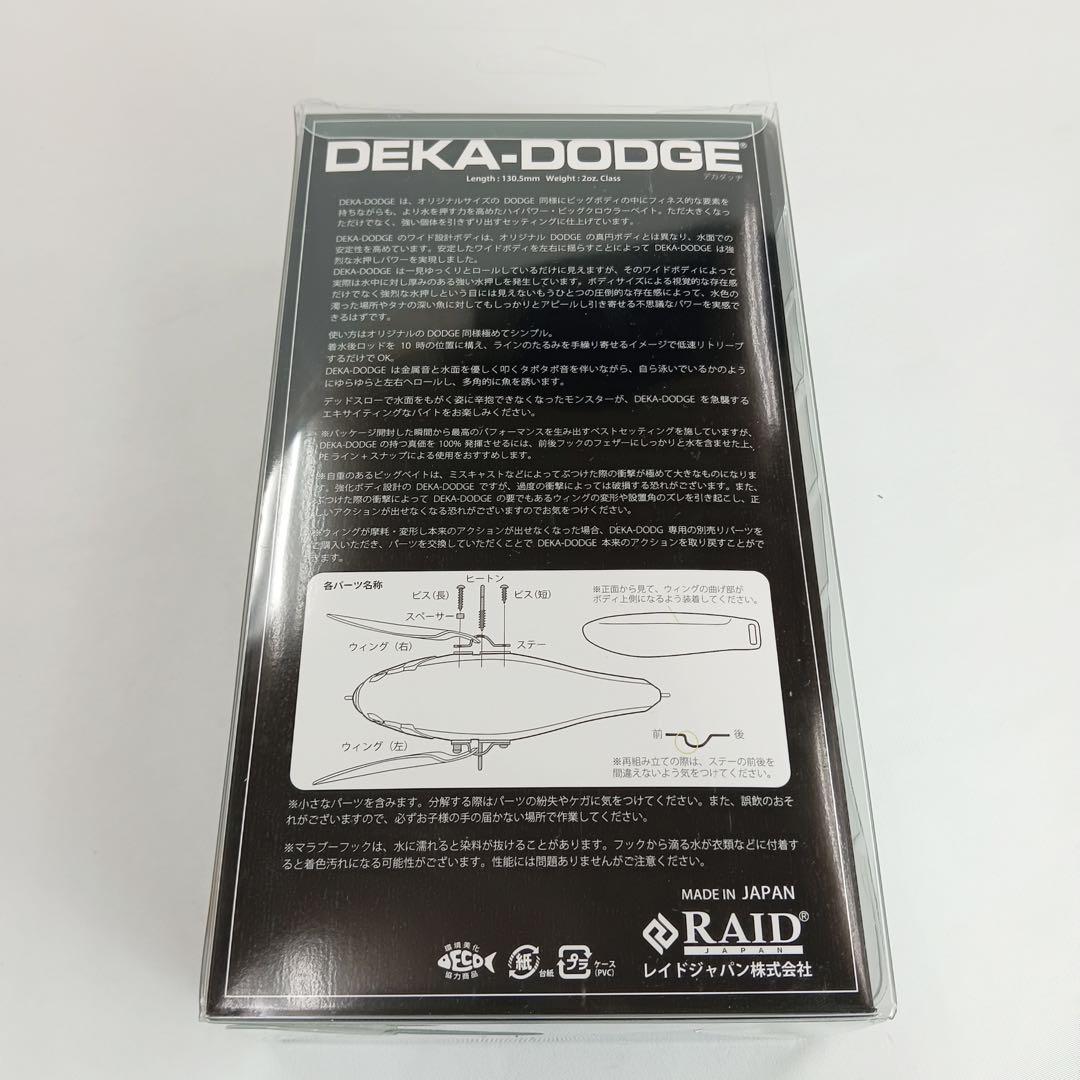 DEKA-DODGE®
デカダッヂ
Length : 130.5mm Weight : 2oz. Class
DEKA-DODGE は、オリジナルサイズの DODGE 同様にビッグボディの中にフィネス的な要素を
持ちながらも、より水を押す力を高めたハイパワー・ビッグクロウラーベイト。ただ大きくなっ
ただけでなく、強い個体を引きずり出すセッティングに仕上げています。
DEKA-DODGE のワイド設計ボディは、オリジナル DODGE の真円ボディとは異なり、水面での
安定性を高めています。安定したワイドボディを左右に揺らすことによって DEKA-DODGE は強
烈な水押しパワーを実現しました。
DEKA-DODGE は一見ゆっくりとロールしているだけに見えますが、そのワイドボディによって
実際は水中に対し厚みのある強い水押しを発生しています。ボディサイズによる視覚的な存在感
だけでなく強烈な水押しという目には見えないもうひとつの圧倒的な存在感によって、水色の
濁った場所やタナの深い魚に対してもしっかりとアピールし引き寄せる不思議なパワーを実感で
きるはずです。
使い方はオリジナルの DODGE 同様極めてシンプル。
着水後ロッドを 10 時の位置に構え、ラインのたるみを手繰り寄せるイメージで低速リトリーブ
するだけで OK。
DEKA-DODGE は金属音と水面を優しく叩くタポタポ音を伴いながら、自ら泳いでいるかのよう
にゆらゆらと左右へロールし、多角的に魚を誘います。
デッドスローで水面をもがく姿に辛抱できなくなったモンスターが、DEKA-DODGE を急襲する
エキサイティングなバイトをお楽しみください。
※パッケージ開封した瞬間から最高のパフォーマンスを生み出すベストセッティングを施していますが、
DEKA-DODGE の持つ真価を 100% 発揮させるには、前後フックのフェザーにしっかりと水を含ませた上、
PE ライン + スナップによる使用をおすすめします。
※自重のあるビッグベイトは、ミスキャストなどによってぶつけた際の衝撃が極めて大きなものになりま
す。強化ボディ設計の DEKA-DODGE ですが、過度の衝撃によっては破損する恐れがございます。また、
ぶつけた際の衝撃によって DEKA-DODGE の要でもあるウィングの変形や設置角のズレを引き起こし、正
しいアクションが出せなくなる恐れがございますのでお気をつけください。
※ウィングが摩耗・変形し本来のアクションが出せなくなった場合、DEKA-DODG 専用の別売りパーツを
ご購入いただき、パーツを交換していただくことで DEKA-DODGE 本来のアクションを取り戻すことがで
きます。
各パーツ名称
ヒートン
ビス(長)
ビス(短)
スペーサー
ステー
ウィング(右)
※正面から見て、ウィングの曲げ部が
ボディ上側になるよう装着してください。
ウィング(左)
前
後
※再組み立ての際は、ステーの前後を
間違えないよう気をつけてください。
※小さなパーツを含みます。分解する際はパーツの紛失やケガに気をつけてください。また、誤飲のおそ
れがございますので、必ずお子様の手の届かない場所で作業してください。
※マラブーフックは、水に濡れると染料が抜けることがあります。フックから滴る水が衣類などに付着す
ると着色汚れになる可能性がございます。性能には問題ありませんがご注意ください。
MADE IN JAPAN
RAID®
JAPAN
レイドジャパン株式会社
環境美化
ECO
協力商品
紙
台紙
プラ
ケース
(PVC)